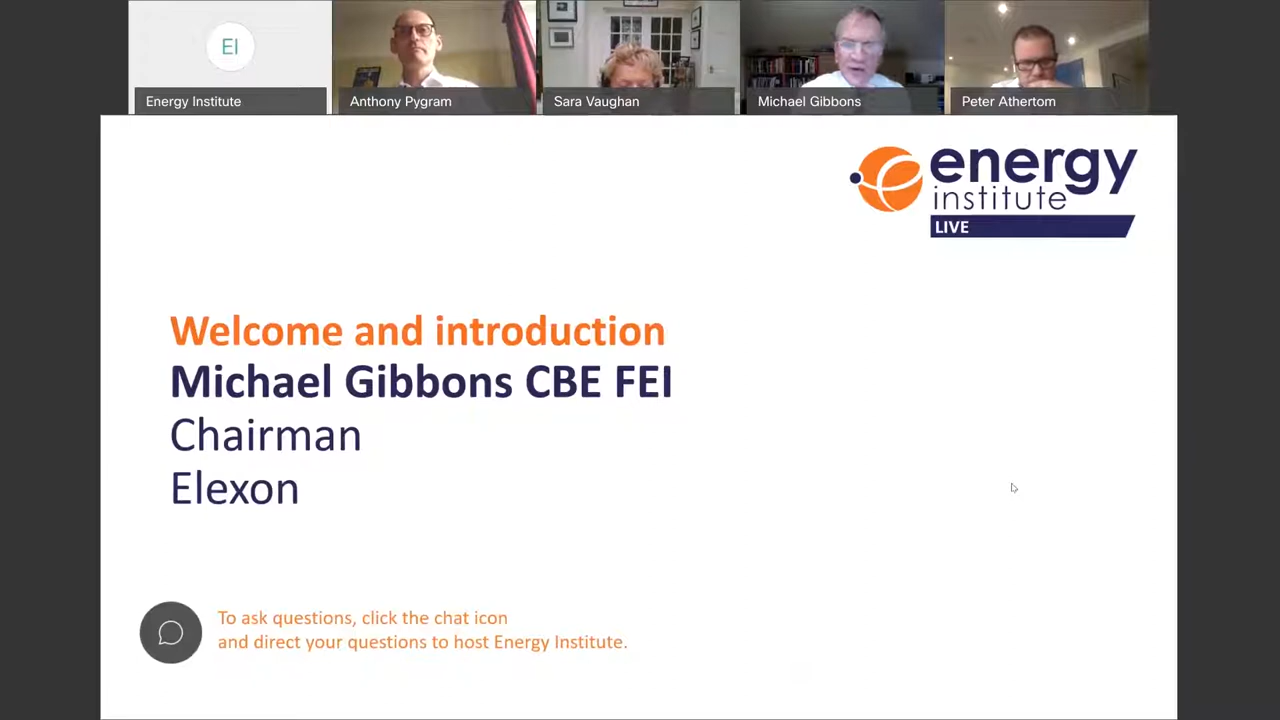 EI
Energy Institute
Anthony Pygram
Sara Vaughan
Michael Gibbons
Peter Athertom
energy
institute
LIVE
Welcome and introduction
Michael Gibbons CBE FEI
Chairman
Elexon
To ask questions, click the chat icon
and direct your questions to host Energy Institute.